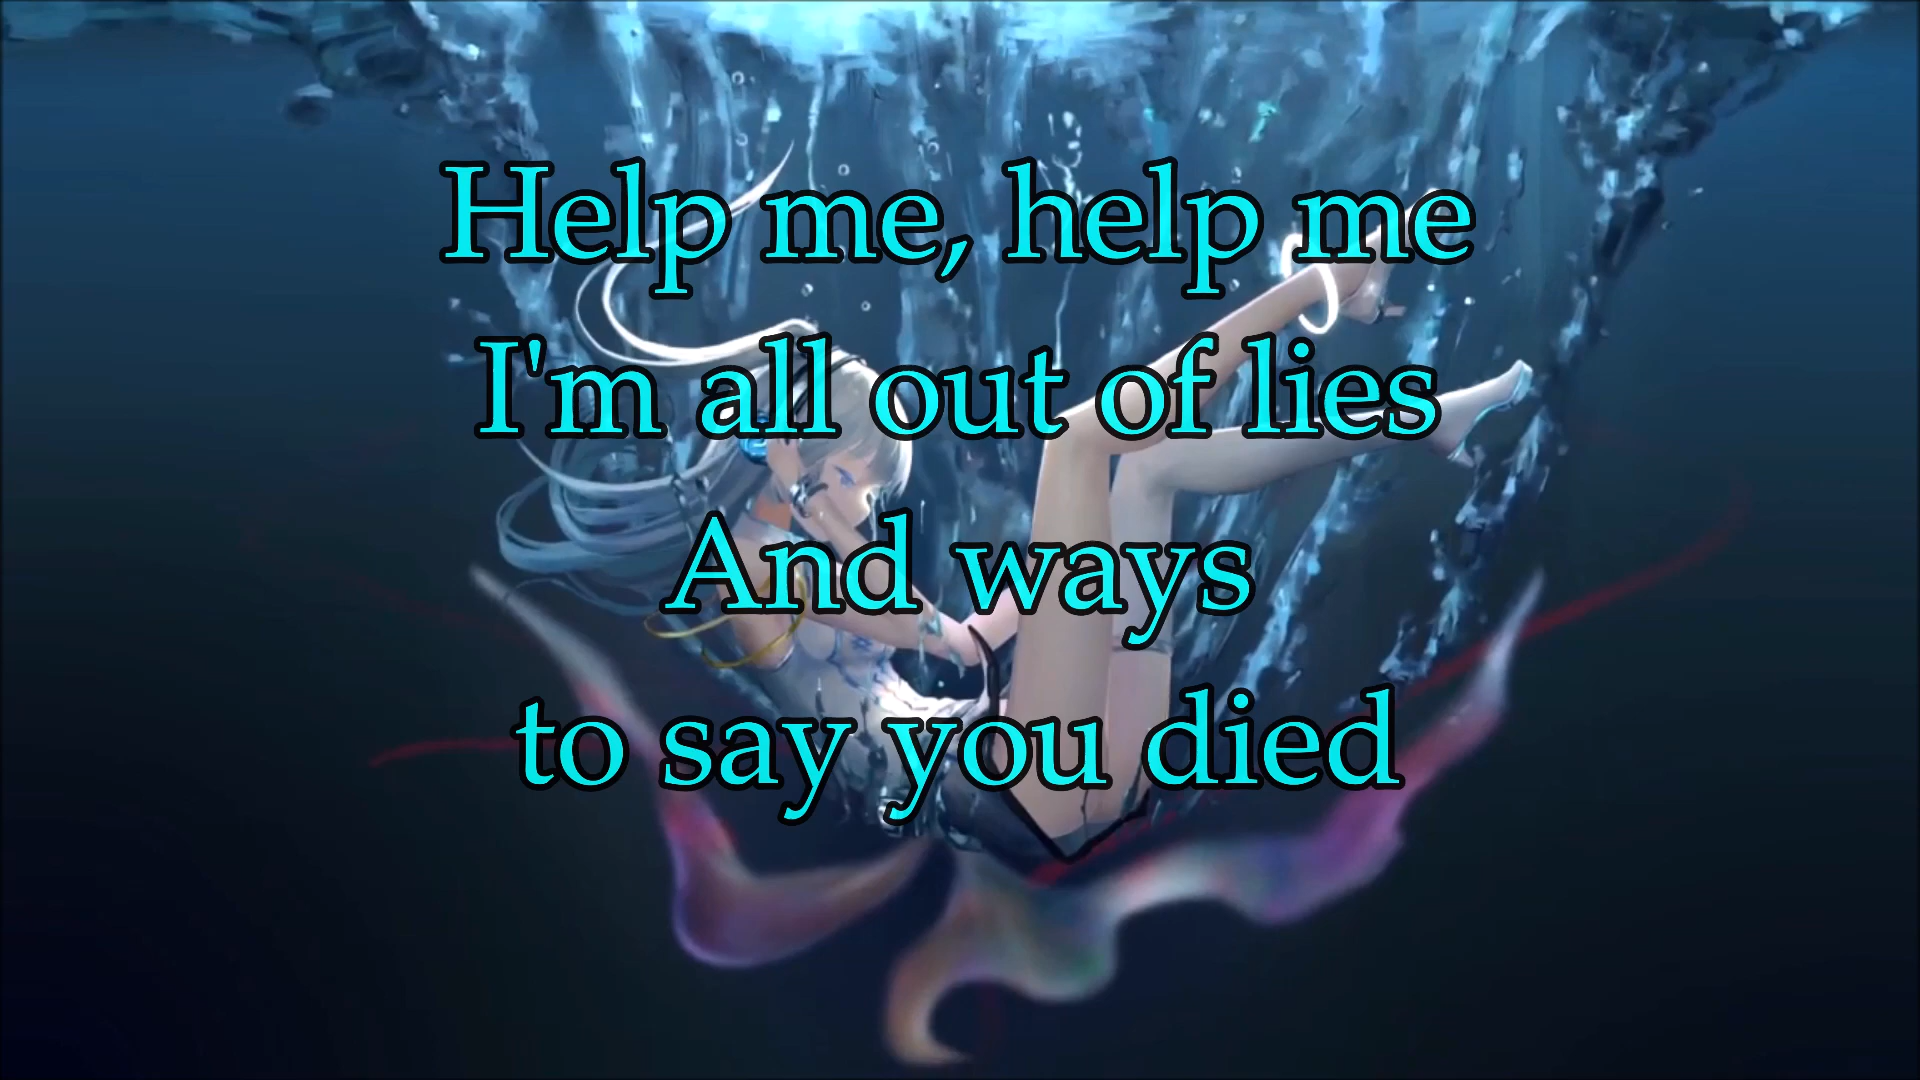 Help me, help me
I'm all out of lies
And ways
to say you died